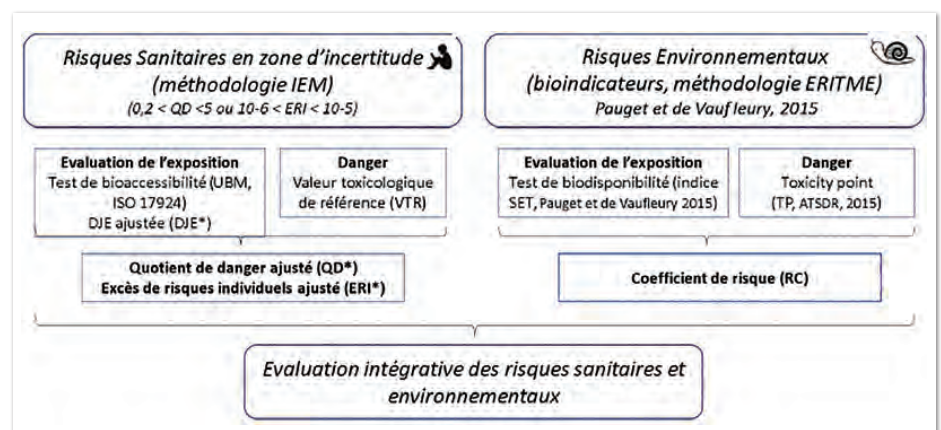 Risques Sanitaires en zone d'incertitude
(méthodologie IEM)
(0,2 < QD <5 ou 10-6 < ERI < 10-5)
Risques Environnementaux
(bioindicateurs, méthodologie ERITME)
Pauget et de Vaufleury, 2015
Evaluation de l'exposition
Test de bioaccessibilité (UBM,
ISO 17924)
DJE ajustée (DJE*)
Danger
Valeur toxicologique
de référence (VTR)
Evaluation de l'exposition
Test de biodisponibilité (indice
SET, Pauget et de Vaufleury 2015)
Danger
Toxicity point
(TP, ATSDR, 2015)
Quotient de danger ajusté (QD*)
Excès de risques individuels ajusté (ERI*)
Coefficient de risque (RC)
Evaluation intégrative des risques sanitaires et
environnementaux